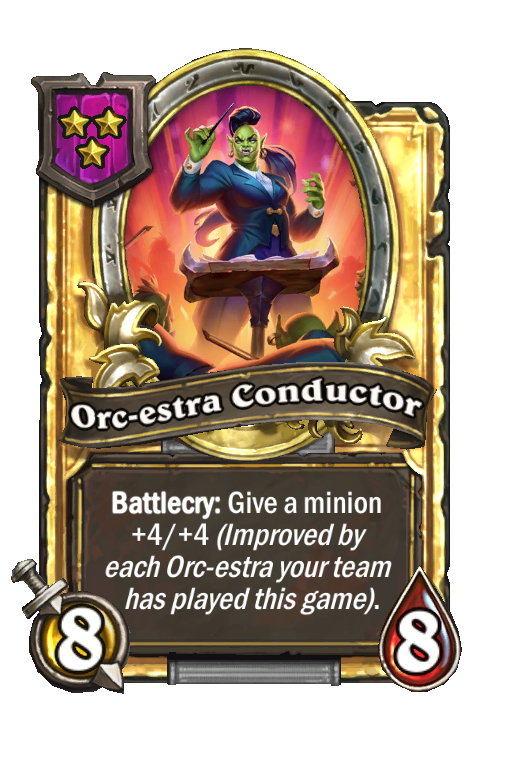 Orc-estra Conductor
Battlecry: Give a minion
+4/+4 (Improved by
each Orc-estra your team
has played this game).
8 8